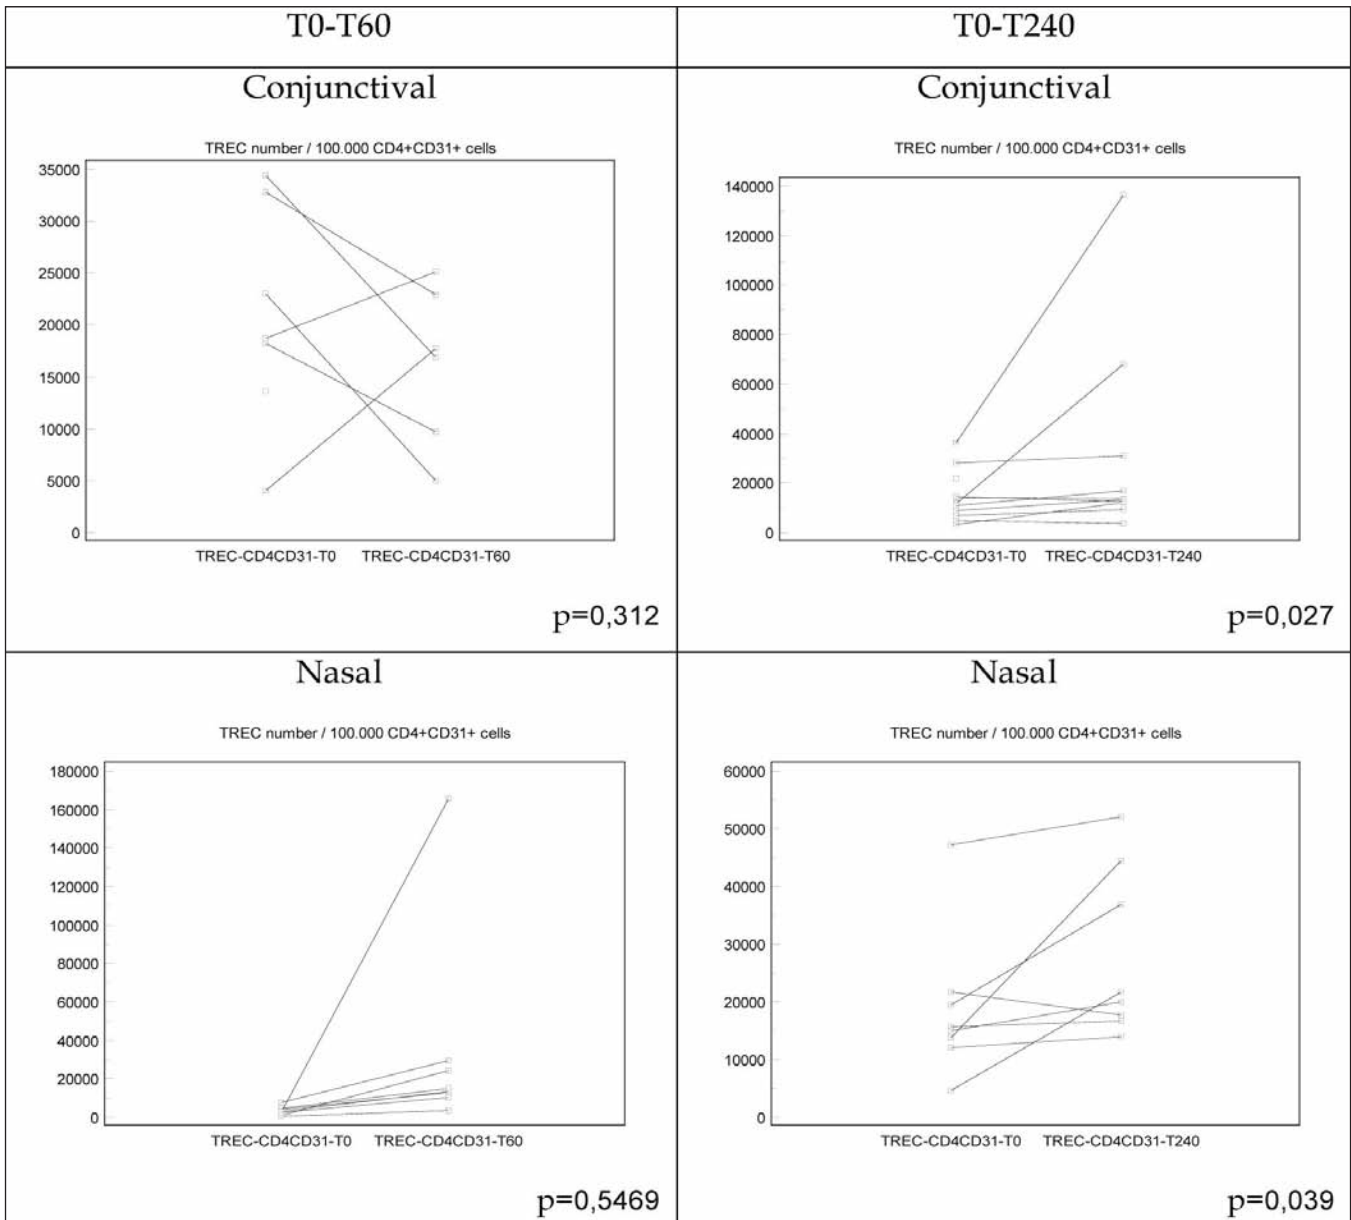 T0-T60
T0-T240
Conjunctival
TREC number / 100.000 CD4+CD31+ cells
35000
30000
25000
20000
15000
10000
5000
0
TREC-CD4CD31-T0 TREC-CD4CD31-T60
p=0,312
Conjunctival
TREC number / 100.000 CD4+CD31+ cells
140000
120000
100000
80000
60000
40000
20000
0
TREC-CD4CD31-T0 TREC-CD4CD31-T240
p=0,027
Nasal
TREC number / 100.000 CD4+CD31+ cells
180000
160000
140000
120000
100000
80000
60000
40000
20000
0
TREC-CD4CD31-T0 TREC-CD4CD31-T60
p=0,5469
Nasal
TREC number / 100.000 CD4+CD31+ cells
60000
50000
40000
30000
20000
10000
0
TREC-CD4CD31-T0 TREC-CD4CD31-T240
p=0,039